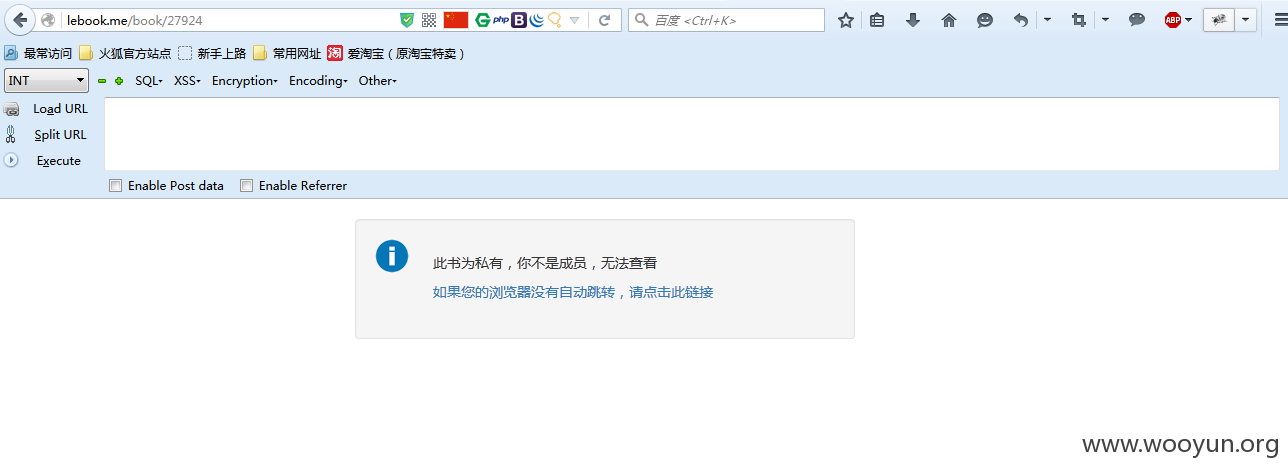 lebook.me/book/27924
php
B
百度 <Ctrl+K>
ABP
最常访问 火狐官方站点 新手上路 常用网址 淘 爱淘宝（原淘宝特卖）
INT SQL XSS Encryption Encoding Other
Load URL
Split URL
Execute
Enable Post data Enable Referrer
此书为私有，你不是成员，无法查看
如果您的浏览器没有自动跳转，请点击此链接
www.wooyun.org